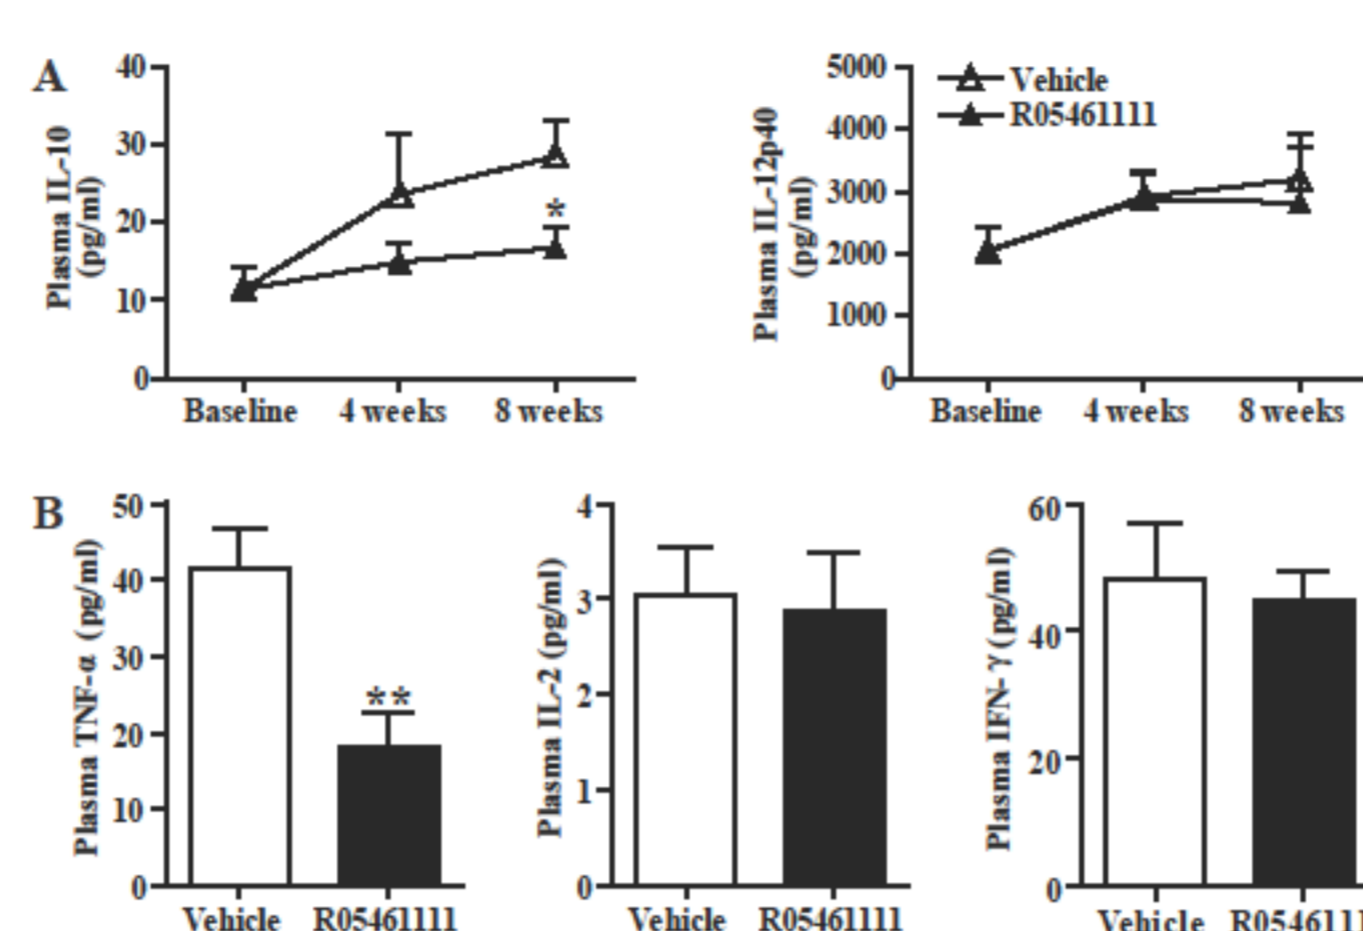 A
Plasma IL-10
(pg/ml)
40
30
20
10
0
*
Baseline 4 weeks 8 weeks
Plasma IL-12p40
(pg/ml)
5000
4000
3000
2000
1000
0
Vehicle
R05461111
Baseline 4 weeks 8 weeks
B
Plasma TNF-α (pg/ml)
50
40
30
20
10
0
**
Vehicle R05461111
Plasma IL-2 (pg/ml)
4
3
2
1
0
Vehicle R05461111
Plasma IFN-γ (pg/ml)
60
40
20
0
Vehicle R0546111